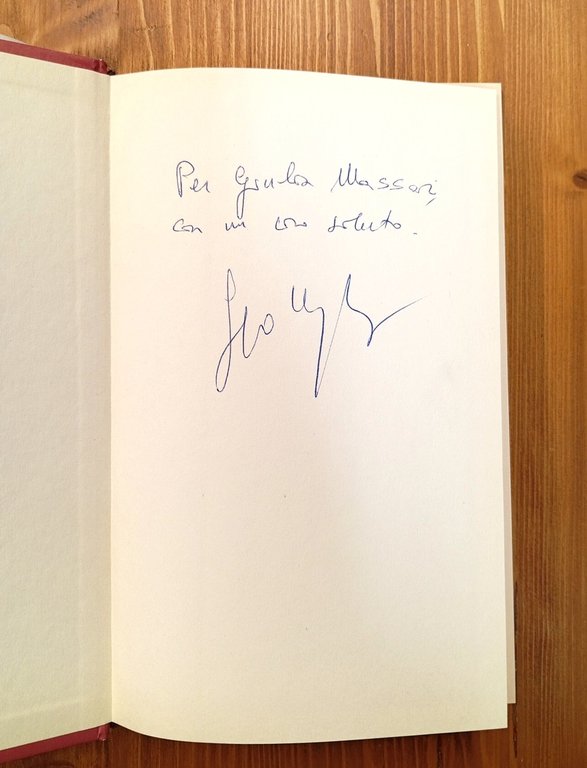 Per Giulia Massari,
con un caro saluto.